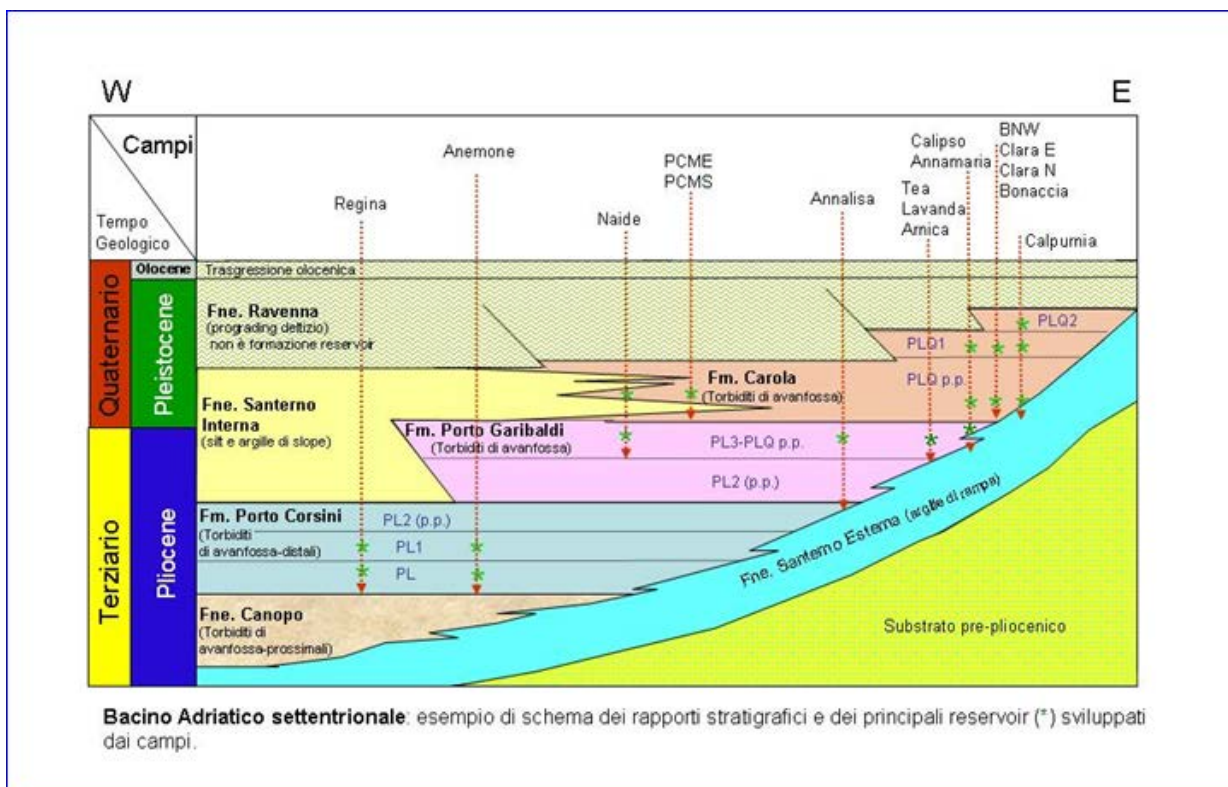 W
E
Campi
Tempo
Geologico
Regina
Anemone
Naide
PCME
PCMS
Annalisa
Calipso
Annamaria
Tea
Lavanda
Arnica
BNW
Clara E
Clara N
Bonaccia
Calpurnia
Quaternario
Olocene
Pleistocene
Terziario
Pliocene
Trasgressione olocenica
Fne. Ravenna
(prograding deltizio)
non è formazione reservoir
PLQ2
PLQ1
PLQ p.p.
Fm. Carola
(Torbiditi di avanfossa)
Fne. Santerno
Interna
(silt e argille di slope)
Fm. Porto Garibaldi
(Torbiditi di avanfossa)
PL3-PLQ p.p.
PL2 (p.p.)
Fm. Porto Corsini
(Torbiditi
di avanfossa-distali)
PL2 (p.p.)
PL1
PL
Fne. Santerno Esterna (argile di rampa)
Fne. Canopo
(Torbiditi di
avanfossa-prossimali)
Substrato pre-pliocenico
Bacino Adriatico settentrionale: esempio di schema dei rapporti stratigrafici e dei principali reservoir (*) sviluppati
dai campi.